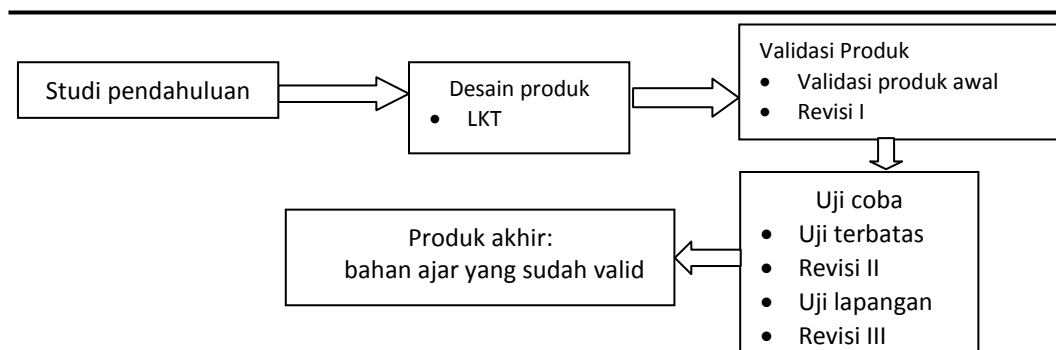 Studi pendahuluan
Desain produk
• LKT
Validasi Produk
• Validasi produk awal
• Revisi I
Uji coba
• Uji terbatas
• Revisi II
• Uji lapangan
• Revisi III
Produk akhir:
bahan ajar yang sudah valid